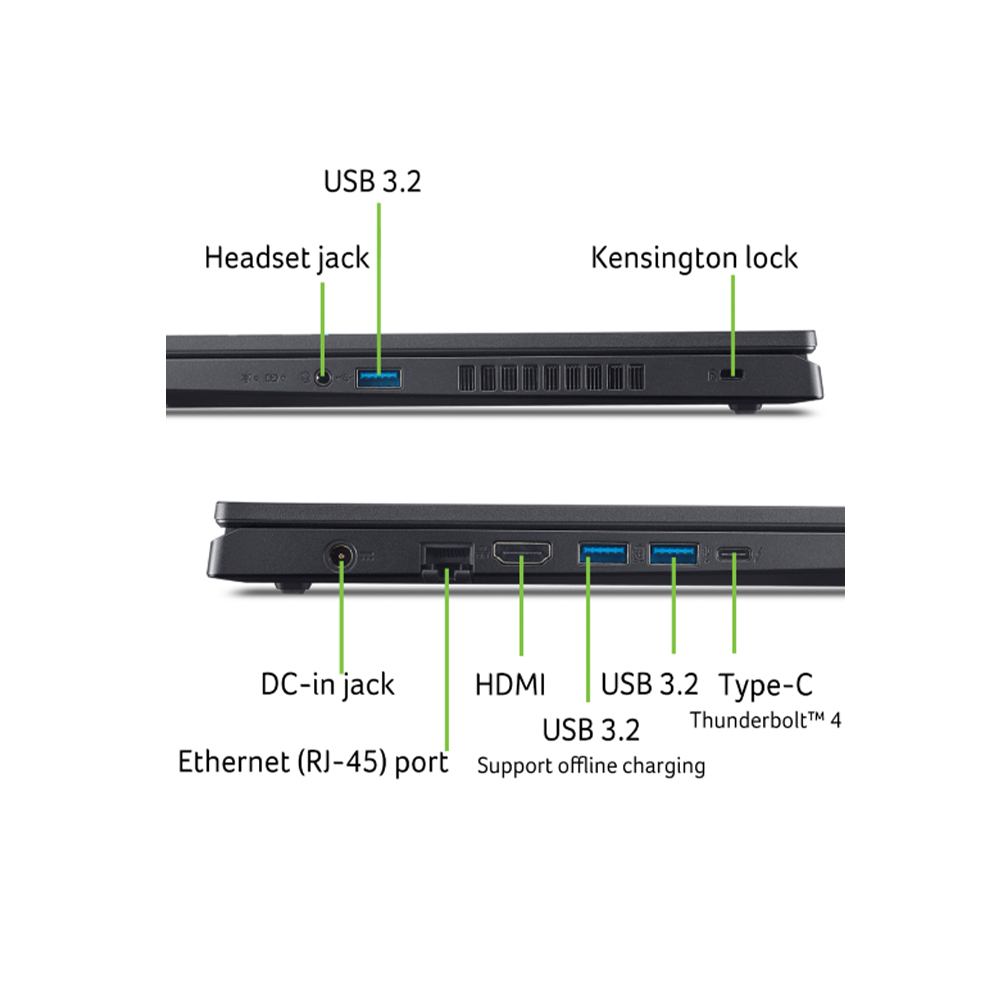 USB 3.2
Headset jack
Kensington lock
DC-in jack
HDMI
USB 3.2
Type-C
Thunderbolt™ 4
USB 3.2
Support offline charging
Ethernet (RJ-45) port